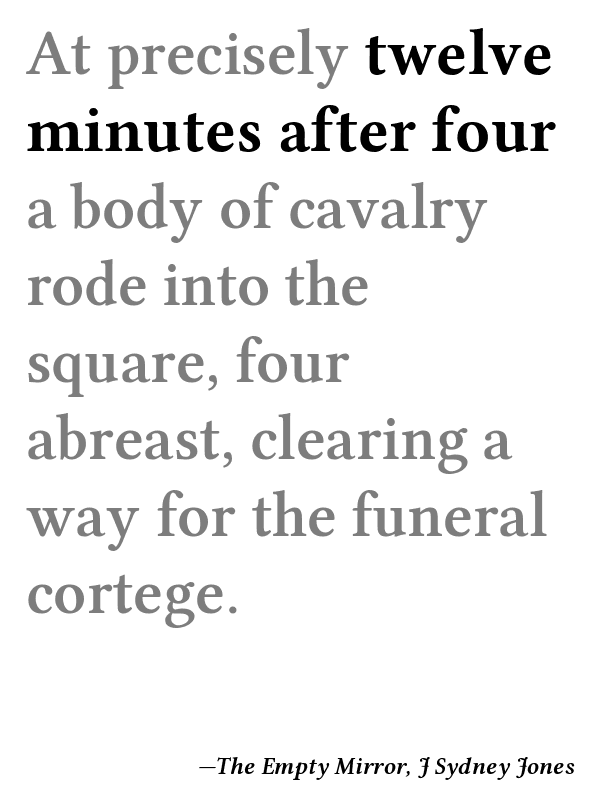 At precisely twelve
minutes after four
a body of cavalry
rode into the
square, four
abreast, clearing a
way for the funeral
cortege.
—The Empty Mirror, J Sydney Jones